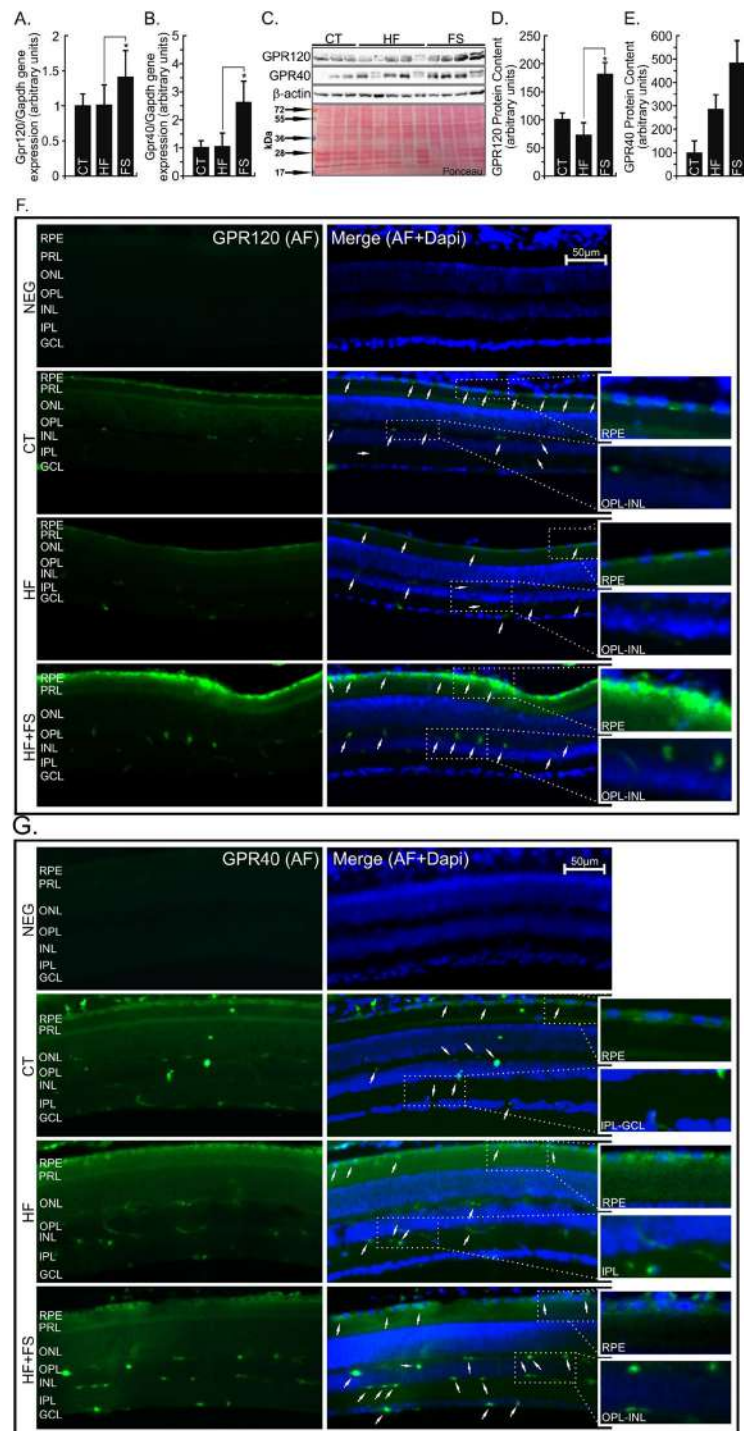 A.
Gpr120/Gapdh gene
expression (arbitrary units)
2.0
1.5
1.0
0.5
0
*
CT
HF
FS
B.
Gpr40/Gapdh gene
expression (arbitrary units)
5.0
4.0
3.0
2.0
1.0
0
*
CT
HF
FS
C.
CT HF FS
GPR120
GPR40
β-actin
72
55
36
28
17
kDa
Ponceau
D.
GPR120 Protein Content
(arbitrary units)
250
200
150
100
50
0
*
CT
HF
FS
E.
GPR40 Protein Content
(arbitrary units)
600
500
400
300
200
100
0
CT
HF
FS
F.
GPR120 (AF) Merge (AF+Dapi)
50µm
NEG
RPE
PRL
ONL
OPL
INL
IPL
GCL
CT
RPE
PRL
ONL
OPL
INL
IPL
GCL
RPE
OPL-INL
HF
RPE
PRL
ONL
OPL
INL
IPL
GCL
RPE
OPL-INL
HF+FS
RPE
PRL
ONL
OPL
INL
IPL
GCL
RPE
OPL-INL
G.
GPR40 (AF) Merge (AF+Dapi)
50µm
NEG
RPE
PRL
ONL
OPL
INL
IPL
GCL
CT
RPE
PRL
ONL
OPL
INL
IPL
GCL
RPE
IPL-GCL
HF
RPE
PRL
ONL
OPL
INL
IPL
GCL
RPE
IPL
HF+FS
RPE
PRL
ONL
OPL
INL
IPL
GCL
RPE
OPL-INL